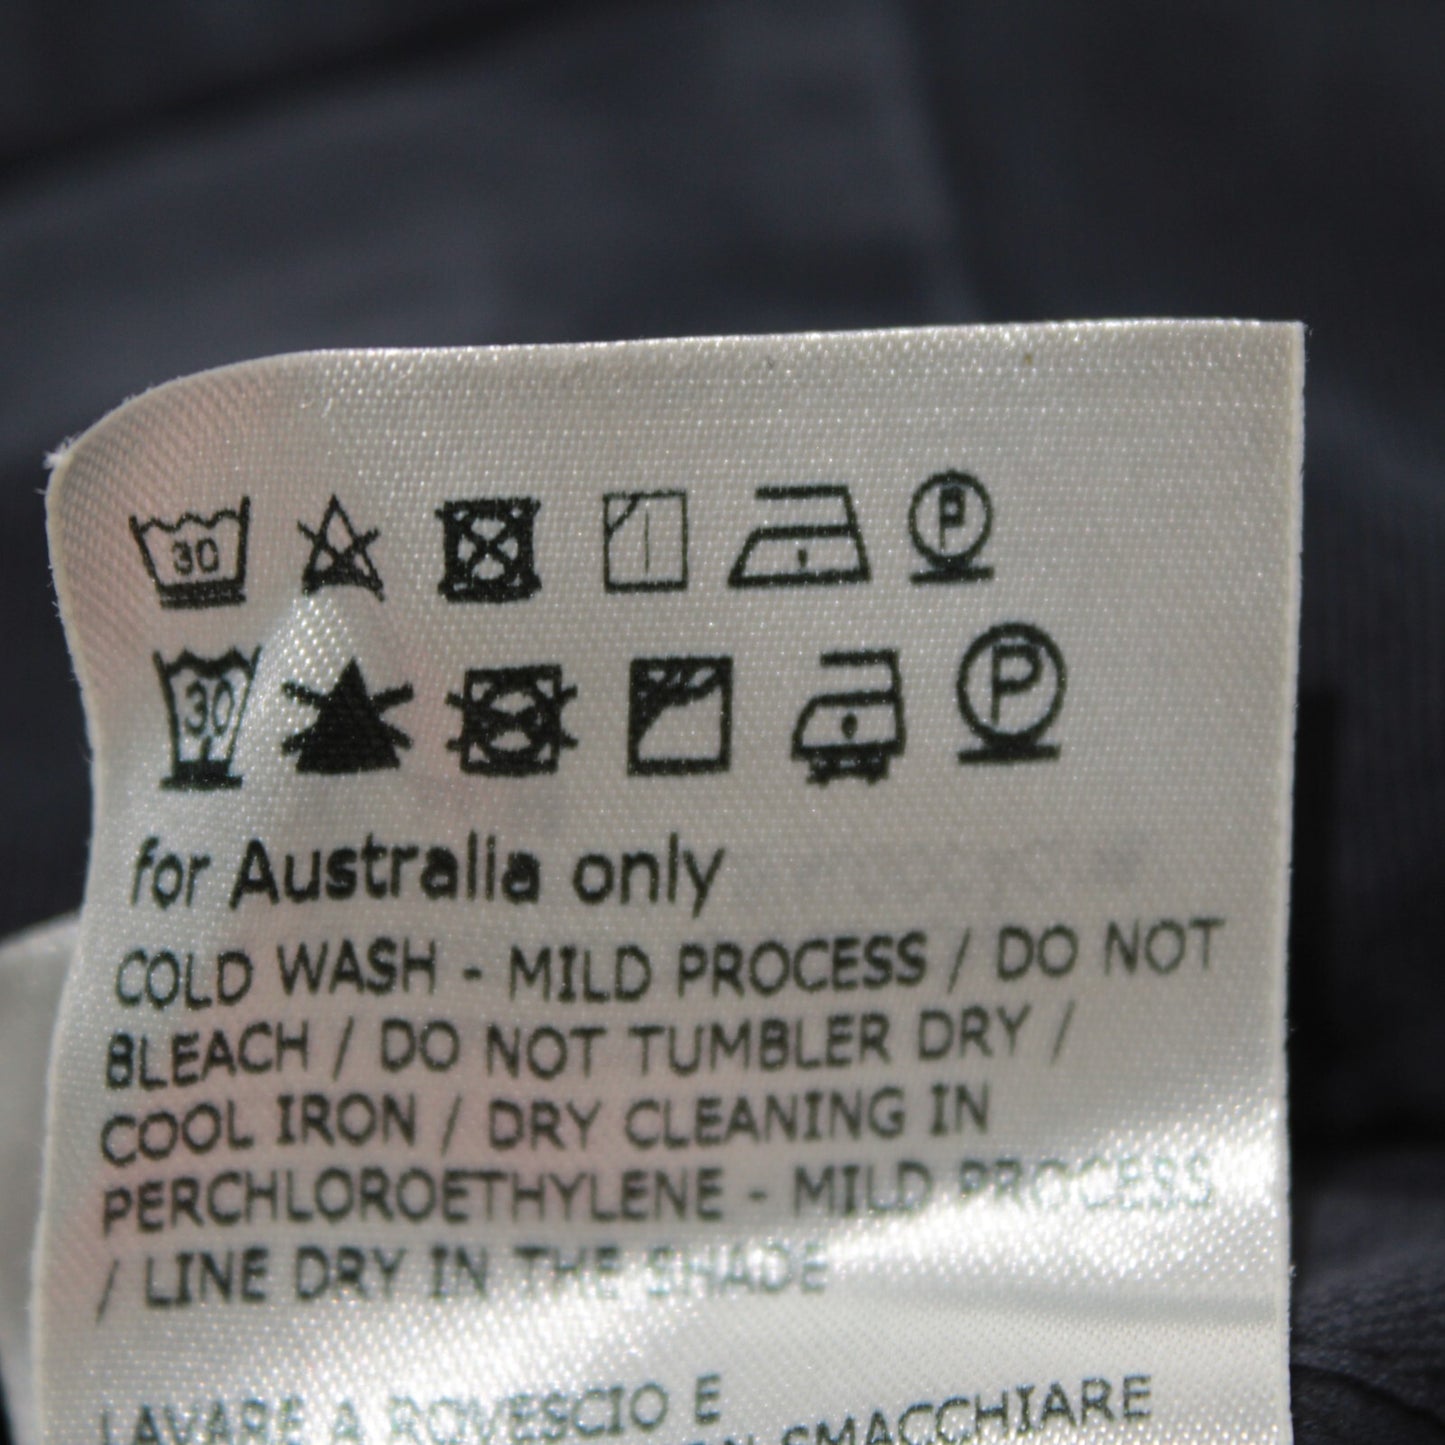 30 P
30 P
for Australia only
COLD WASH - MILD PROCESS / DO NOT
BLEACH / DO NOT TUMBLER DRY /
COOL IRON / DRY CLEANING IN
PERCHLOROETHYLENE - MILD PROCESS
/ LINE DRY IN THE SHADE
LAVARE A ROVESCIO E
SMACCHIARE